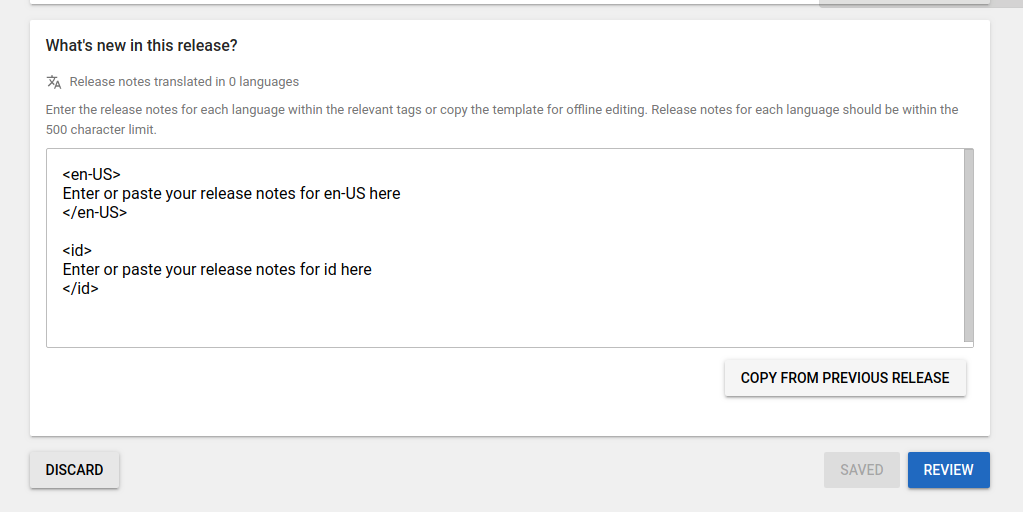 What's new in this release?
Release notes translated in 0 languages
Enter the release notes for each language within the relevant tags or copy the template for offline editing. Release notes for each language should be within the
500 character limit.
<en-US>
Enter or paste your release notes for en-US here
</en-US>
<id>
Enter or paste your release notes for id here
</id>
COPY FROM PREVIOUS RELEASE
DISCARD
SAVED
REVIEW